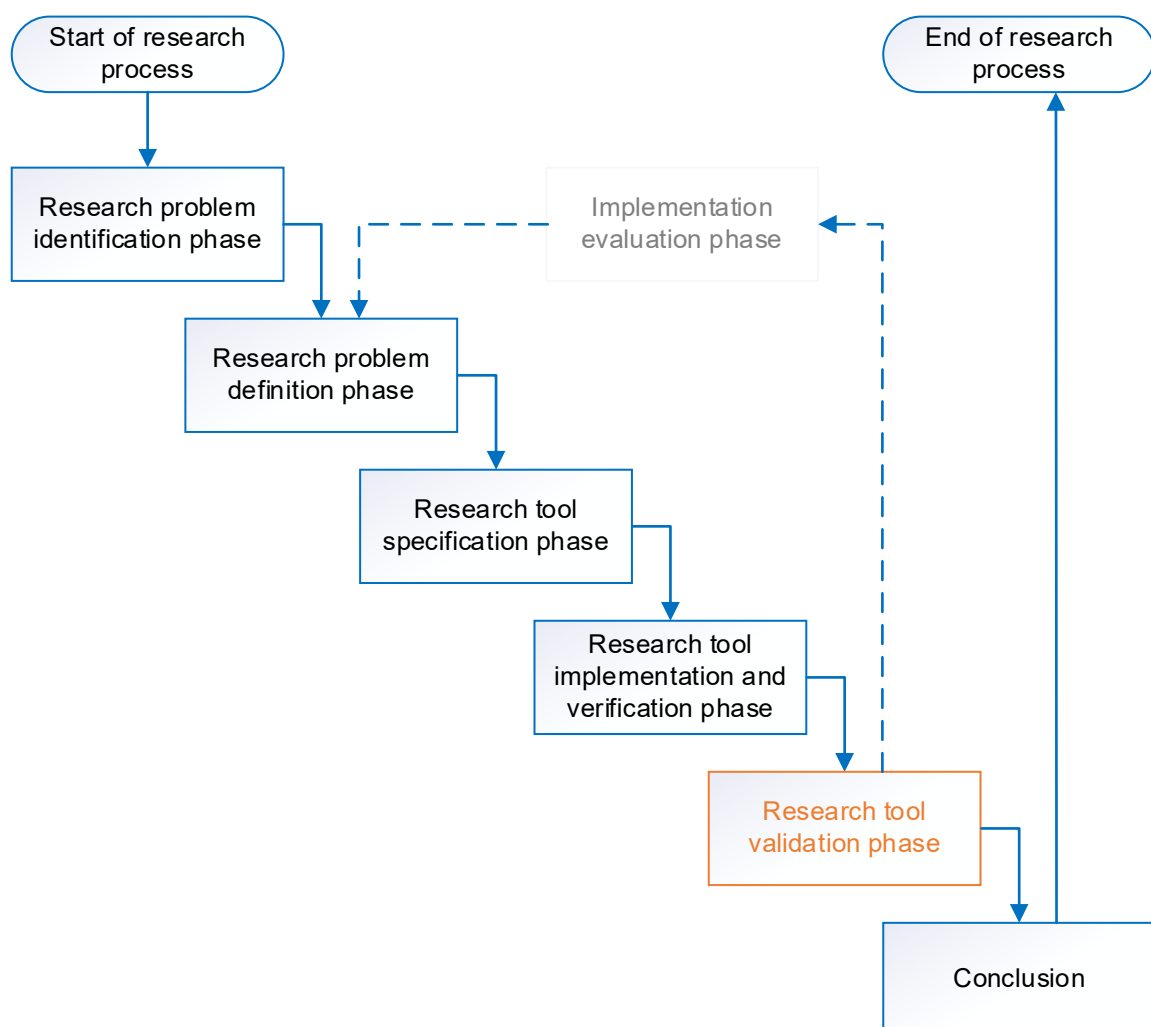 Start of research
process
End of research
process
Research problem
identification phase
Implementation
evaluation phase
Research problem
definition phase
Research tool
specification phase
Research tool
implementation and
verification phase
Research tool
validation phase
Conclusion